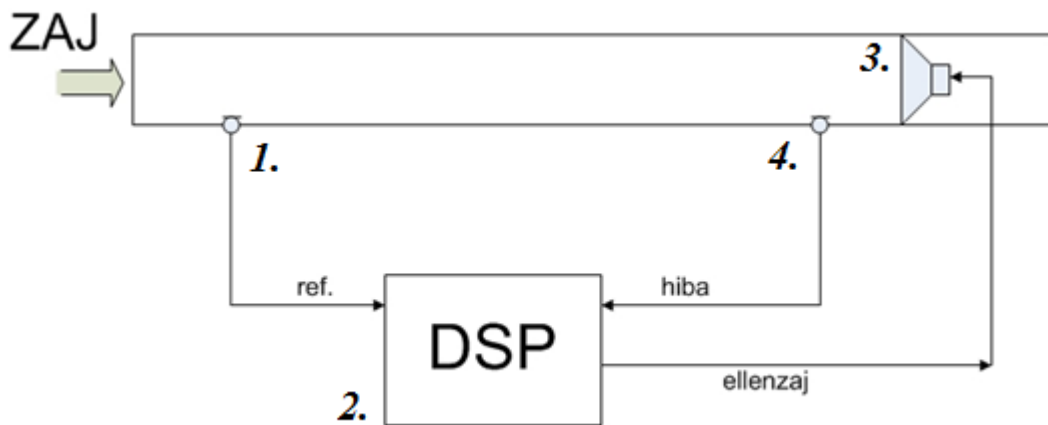 ZAJ
3.
1.
4.
ref.
hiba
DSP
ellenzaj
2.